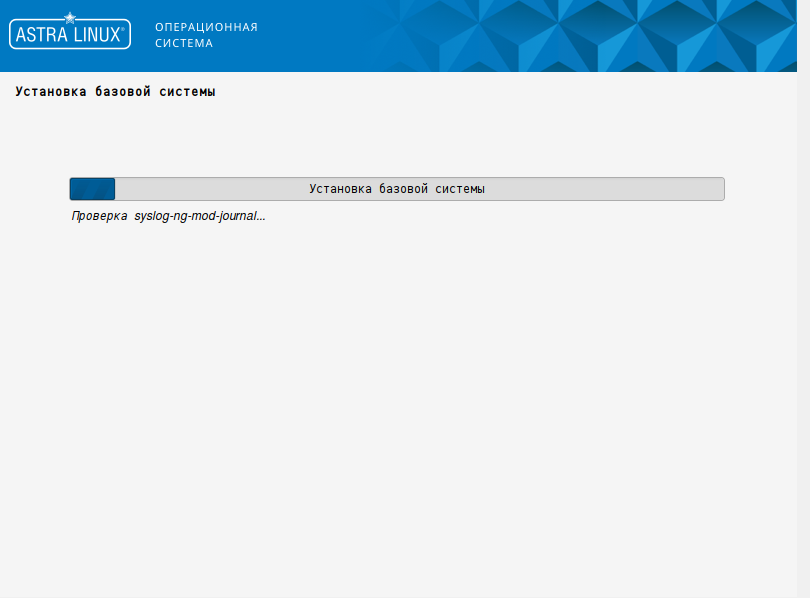 ASTRA LINUX®
ОПЕРАЦИОННАЯ
СИСТЕМА
Установка базовой системы
Установка базовой системы
Проверка syslog-ng-mod-journal...